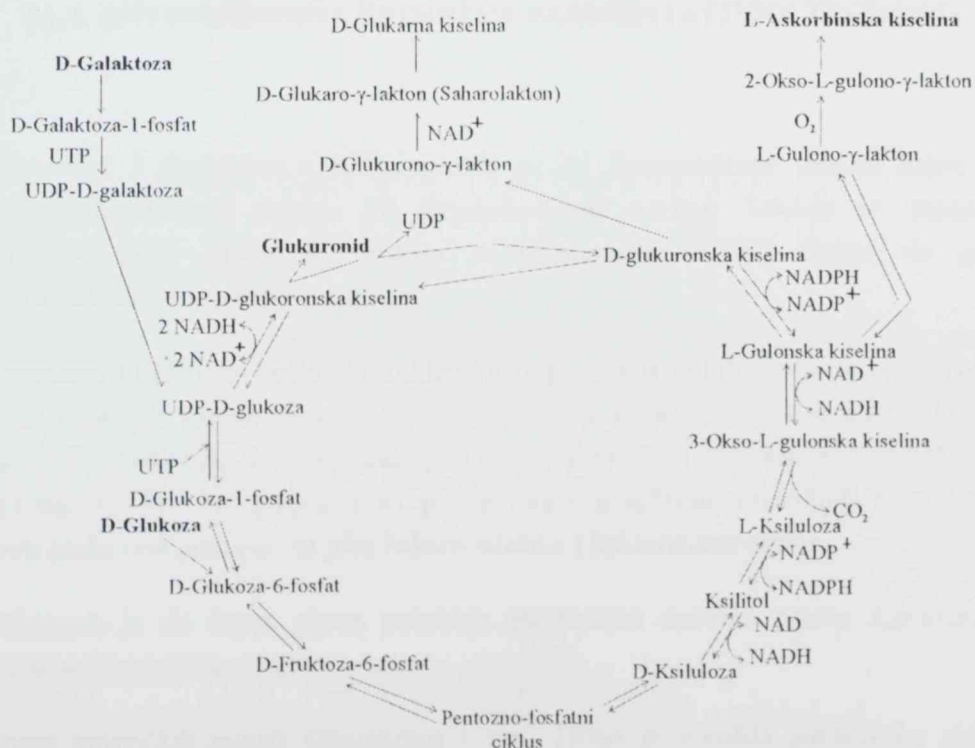 D-Glukarna kiselina
L-Askorbinska kiselina
D-Galaktoza
2-Okso-L-gulono-γ-lakton
D-Glukaro-γ-lakton (Saharolakton)
D-Galaktoza-1-fosfat
NAD+
O2
UTP
D-Glukurono-γ-lakton
L-Gulono-γ-lakton
UDP-D-galaktoza
UDP
Glukuronid
D-glukuronska kiselina
NADPH
UDP-D-glukoronska kiselina
NADP+
2 NADH
2 NAD+
L-Gulonska kiselina
NAD+
UDP-D-glukoza
NADH
3-Okso-L-gulonska kiselina
UTP
D-Glukoza-1-fosfat
CO2
D-Glukoza
L-Ksiluloza
NADP+
D-Glukoza-6-fosfat
NADPH
Ksilitol
NAD
D-Fruktoza-6-fosfat
NADH
D-Ksiluloza
Pentozno-fosfatni
ciklus